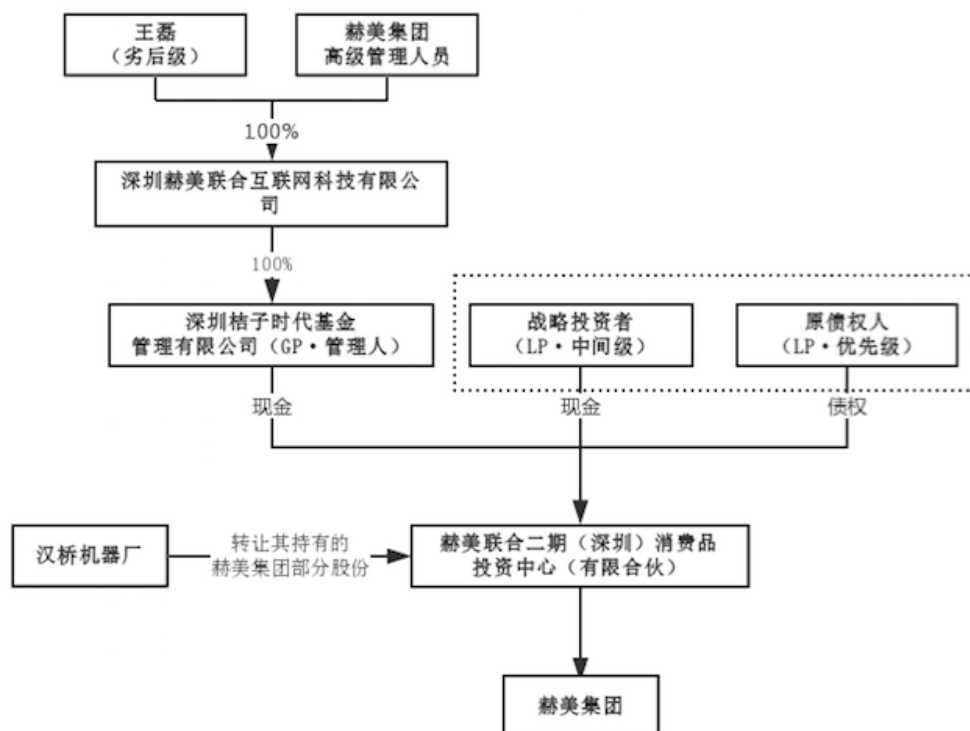 王磊
（劣后级）
赫美集团
高级管理人员
100%
深圳赫美联合互联网科技有限公
司
100%
深圳桔子时代基金
管理有限公司（GP·管理人）
战略投资者
（LP·中间级）
原债权人
（LP·优先级）
现金
现金
债权
汉桥机器厂
转让其持有的
赫美集团部分股份
赫美联合二期（深圳）消费品
投资中心（有限合伙）
赫美集团